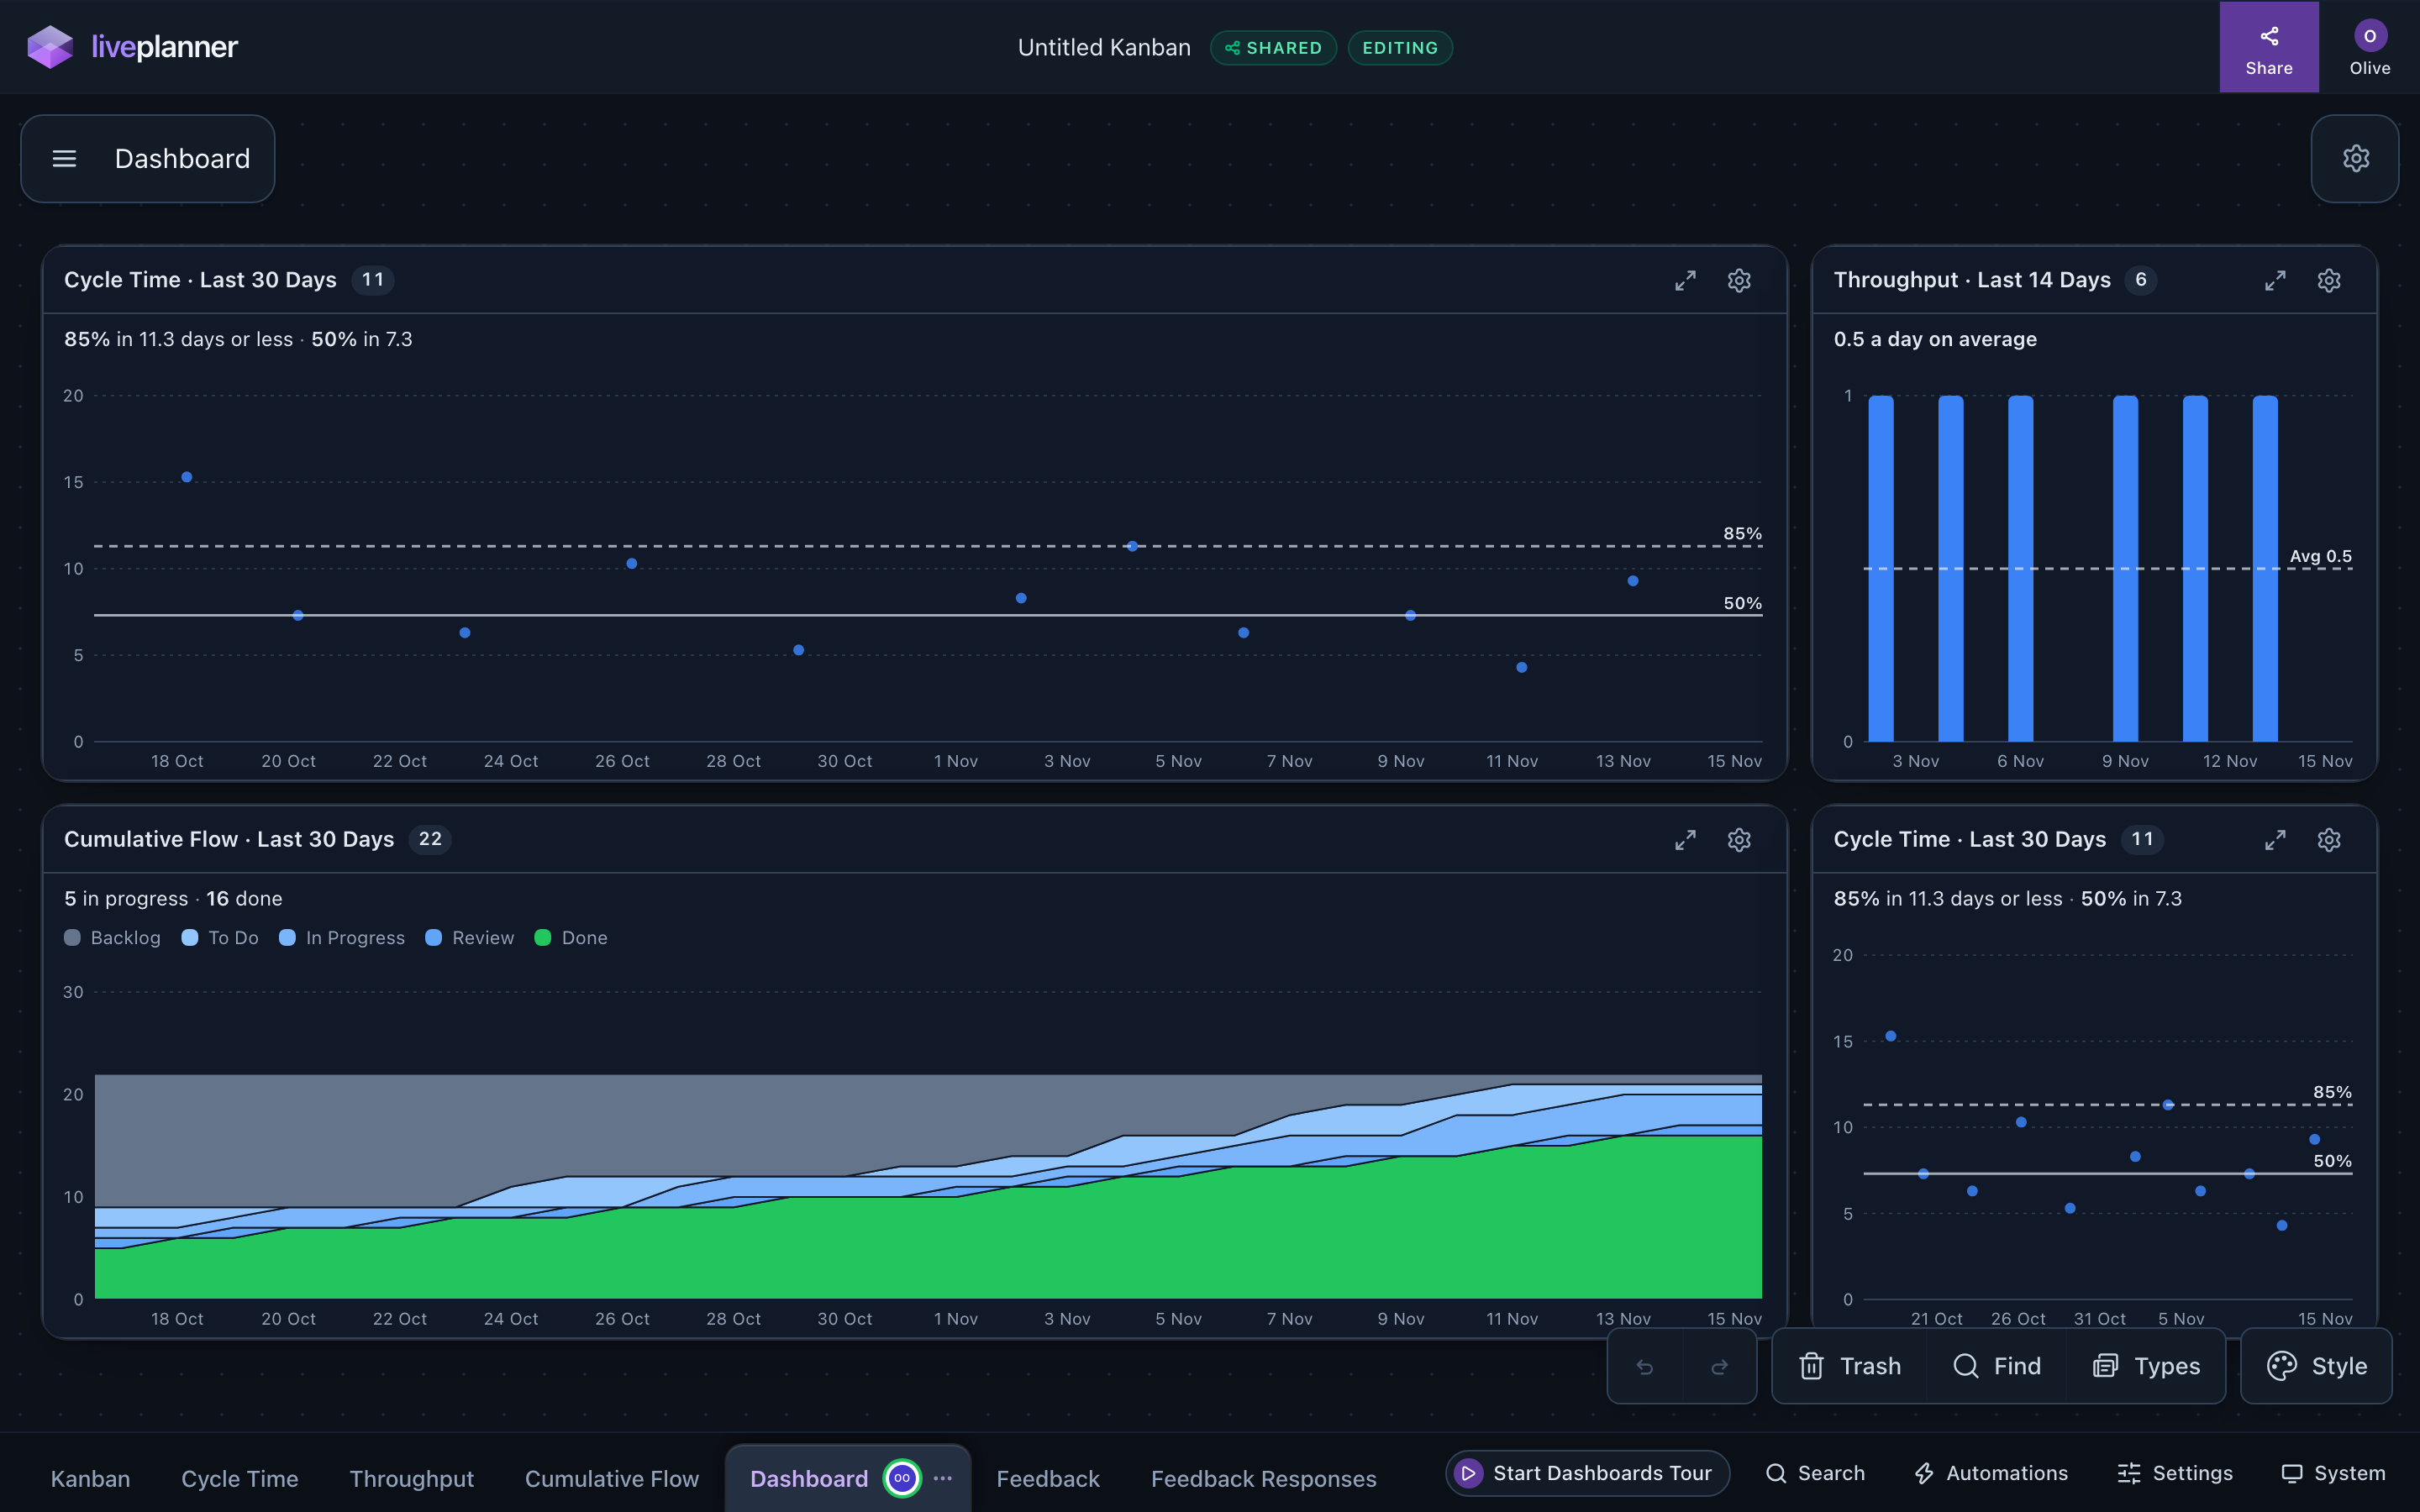 liveplanner
Untitled Kanban
SHARED
EDITING
Share
O
Olive
Dashboard
Cycle Time · Last 30 Days 11
85% in 11.3 days or less · 50% in 7.3
20
15
10
5
0
85%
50%
18 Oct 20 Oct 22 Oct 24 Oct 26 Oct 28 Oct 30 Oct 1 Nov 3 Nov 5 Nov 7 Nov 9 Nov 11 Nov 13 Nov 15 Nov
Throughput · Last 14 Days 6
0.5 a day on average
1
Avg 0.5
0
3 Nov 6 Nov 9 Nov 12 Nov 15 Nov
Cumulative Flow · Last 30 Days 22
5 in progress · 16 done
Backlog To Do In Progress Review Done
30
20
10
0
18 Oct 20 Oct 22 Oct 24 Oct 26 Oct 28 Oct 30 Oct 1 Nov 3 Nov 5 Nov 7 Nov 9 Nov 11 Nov 13 Nov 15 Nov
Cycle Time · Last 30 Days 11
85% in 11.3 days or less · 50% in 7.3
20
15
10
5
0
85%
50%
21 Oct 26 Oct 31 Oct 5 Nov 15 Nov
Trash Find Types Style
Kanban Cycle Time Throughput Cumulative Flow Dashboard OO ··· Feedback Feedback Responses
Start Dashboards Tour Search Automations Settings System